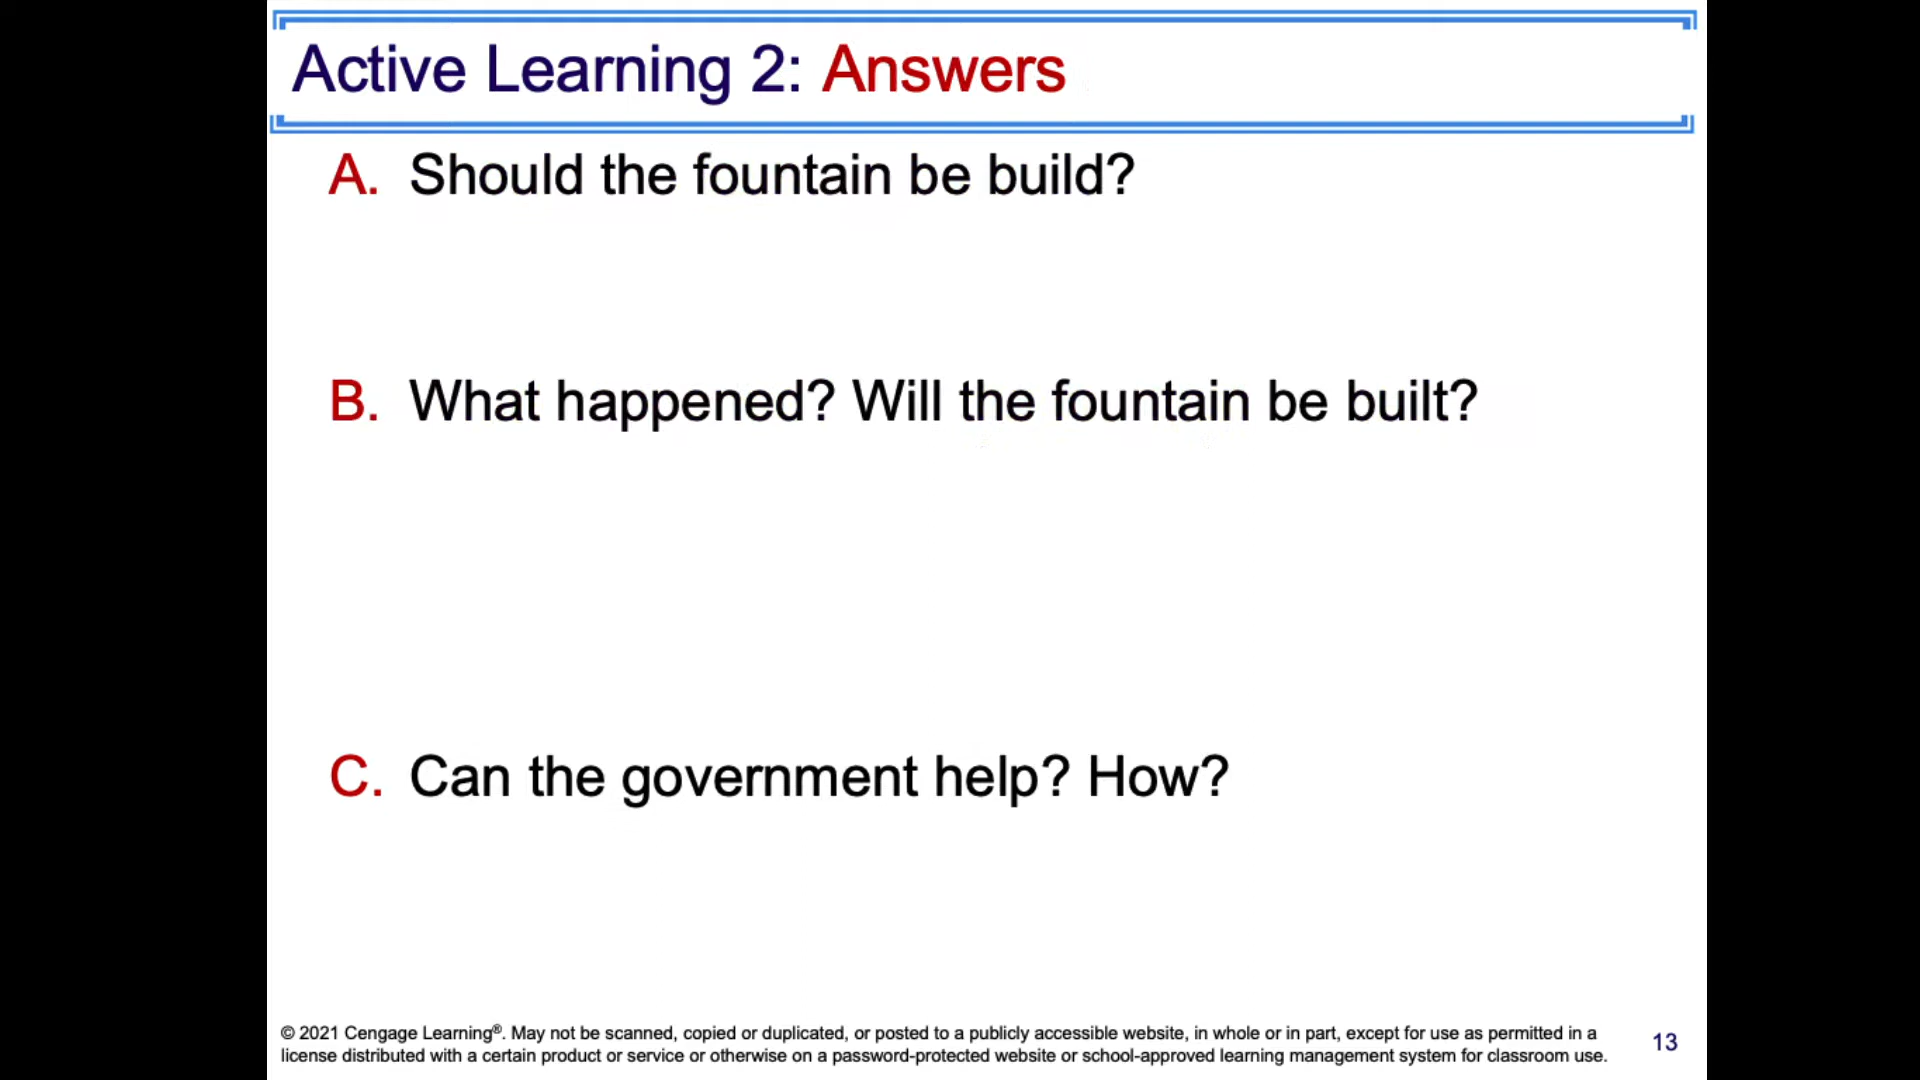 Active Learning 2: Answers
A. Should the fountain be build?
B. What happened? Will the fountain be built?
C. Can the government help? How?
© 2021 Cengage Learning®. May not be scanned, copied or duplicated, or posted to a publicly accessible website, in whole or in part, except for use as permitted in a
license distributed with a certain product or service or otherwise on a password-protected website or school-approved learning management system for classroom use.
13